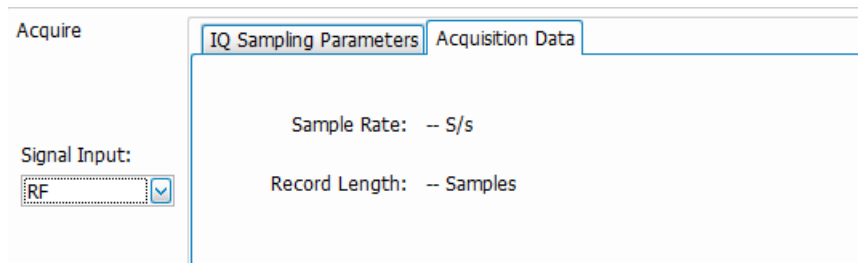 Acquire
IQ Sampling Parameters
Acquisition Data
Sample Rate: -- S/s
Signal Input:
RF
Record Length: -- Samples